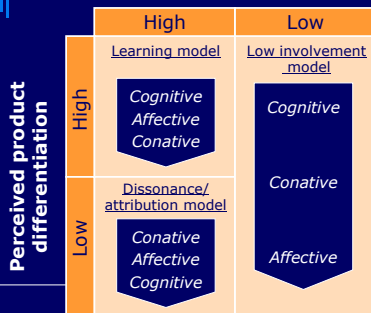 High
Low
Perceived product
differentiation
High
Learning model
Cognitive
Affective
Conative
Low involvement
model
Cognitive
Conative
Affective
Low
Dissonance/
attribution model
Conative
Affective
Cognitive